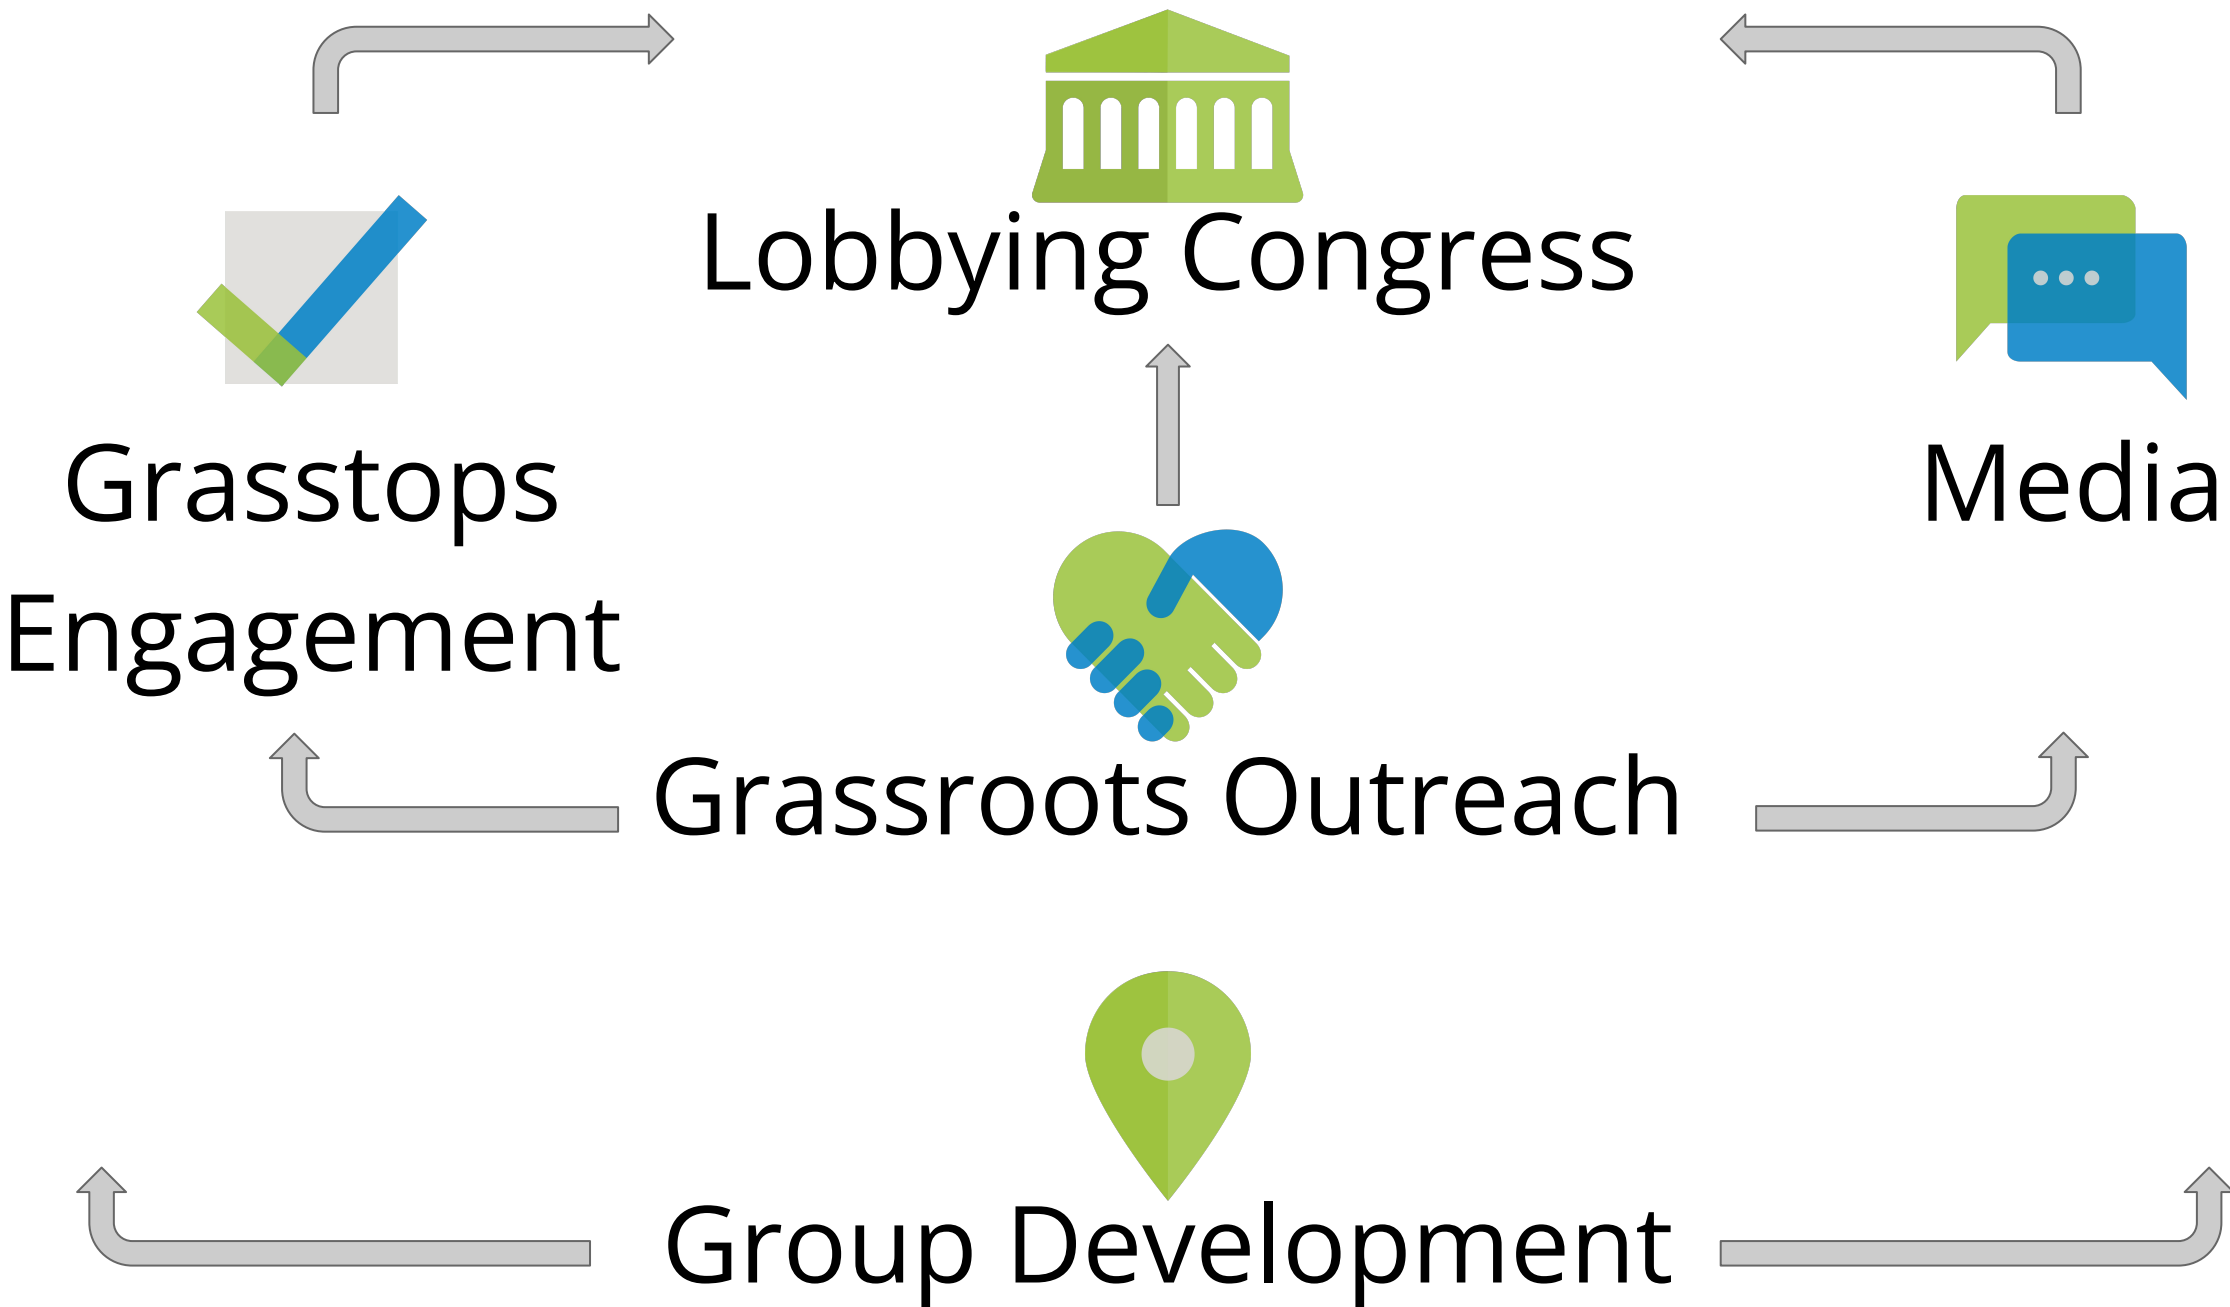 Lobbying Congress
Grasstops
Engagement
Media
Grassroots Outreach
Group Development